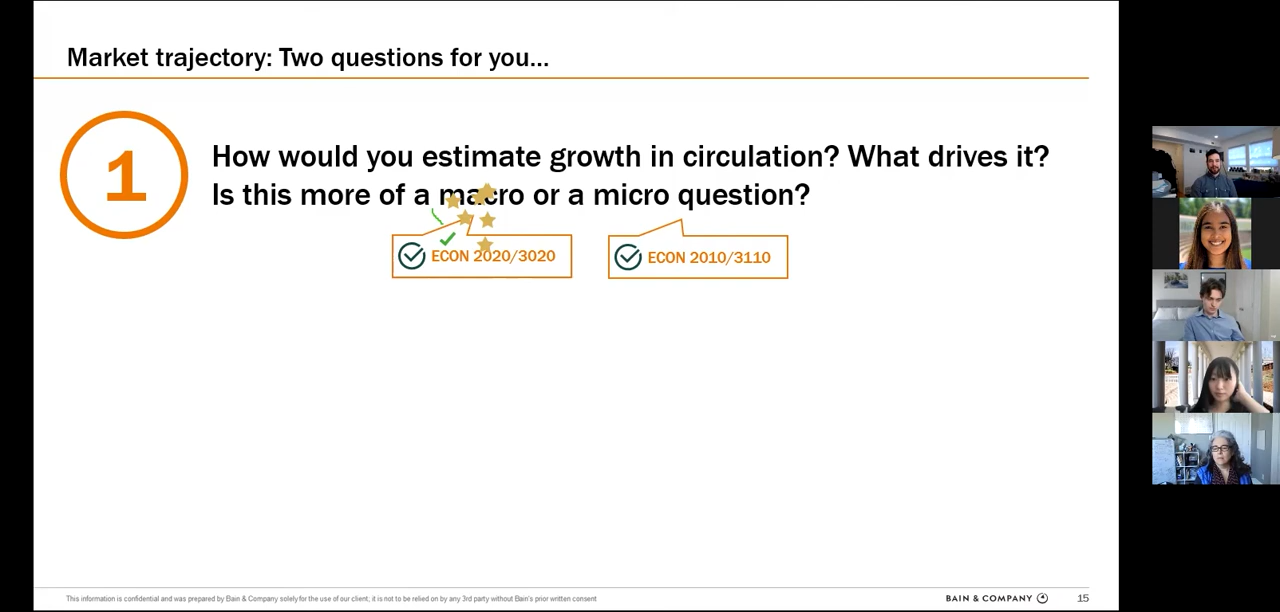 Market trajectory: Two questions for you...
1
How would you estimate growth in circulation? What drives it?
Is this more of a macro or a micro question?
ECON 2020/3020
ECON 2010/3110
This information is confidential and was prepared by Bain & Company solely for the use of our client, it is not to be relied on by any 3rd party without Bain's prior written consent
BAIN & COMPANY
15